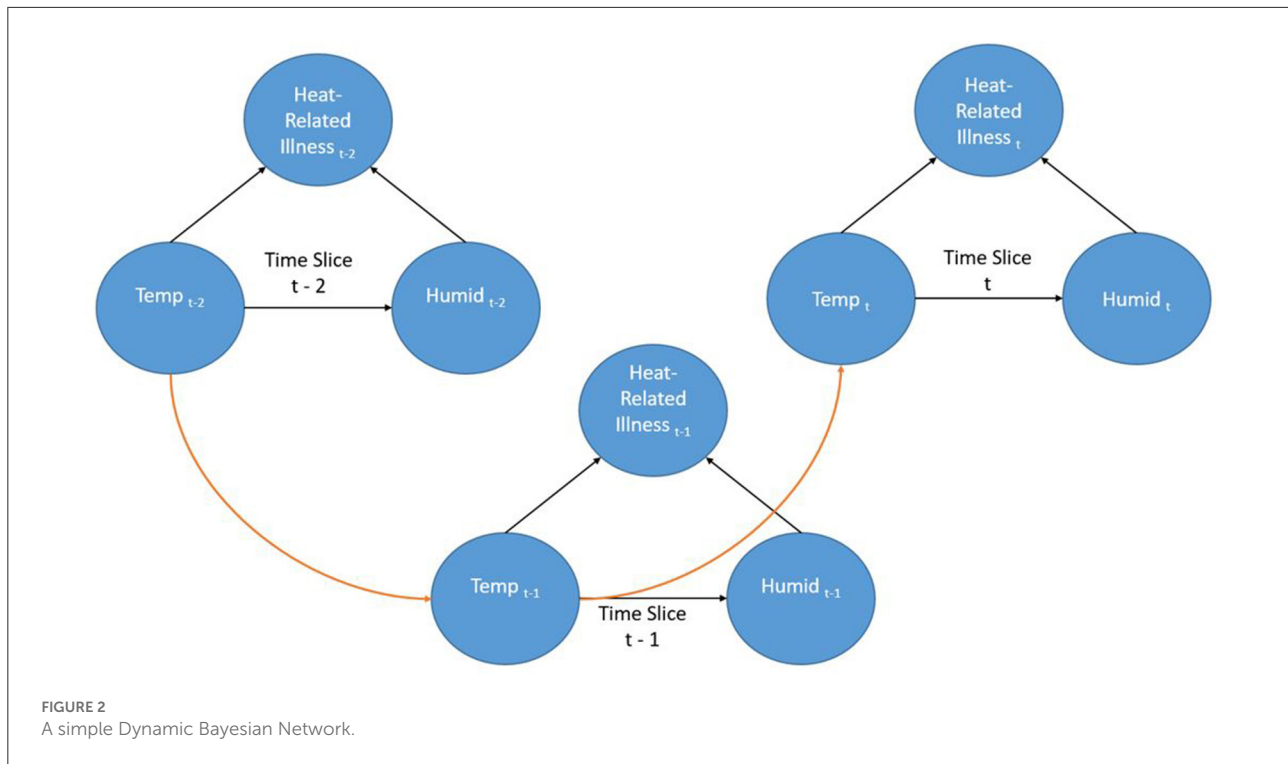 Heat-
Related
Illness t-2
Heat-
Related
Illness t
Time Slice
t - 2
Temp t-2
Humid t-2
Time Slice
t
Temp t
Humid t
Heat-
Related
Illness t-1
Temp t-1
Humid t-1
Time Slice
t - 1
FIGURE 2
A simple Dynamic Bayesian Network.